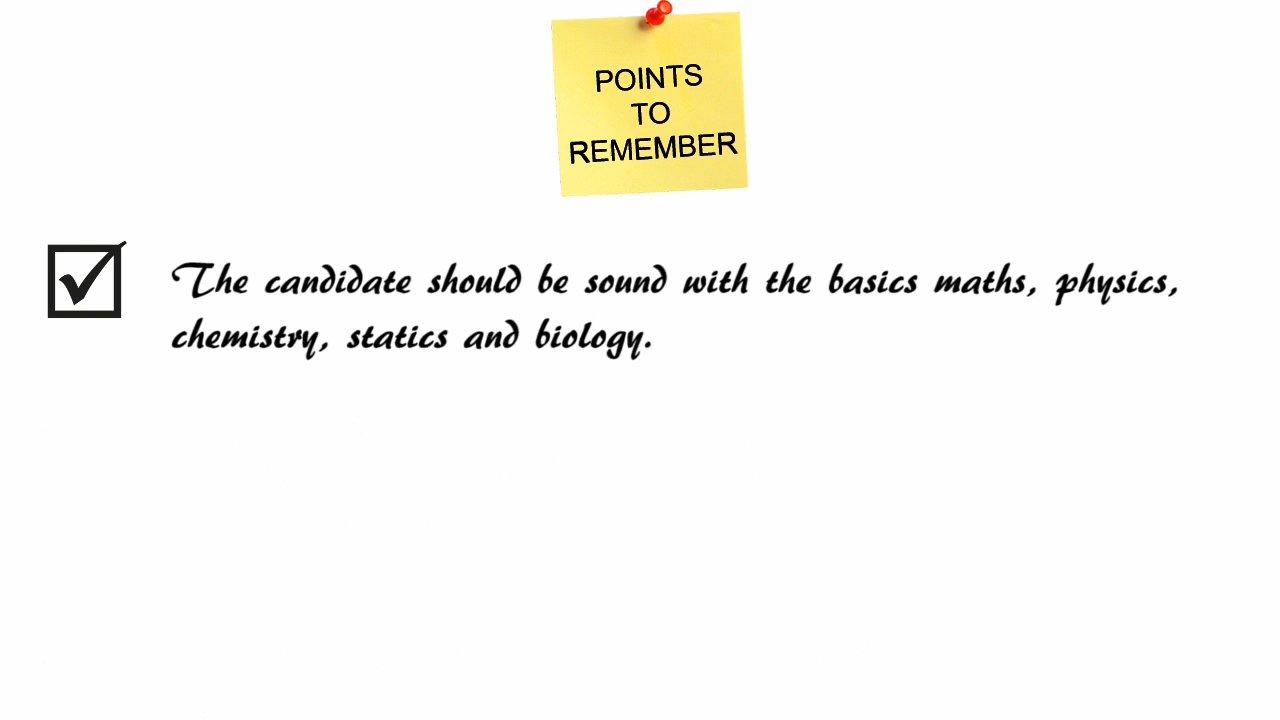 POINTS
TO
REMEMBER
The candidate should be sound with the basics maths, physics,
chemistry, statics and biology.